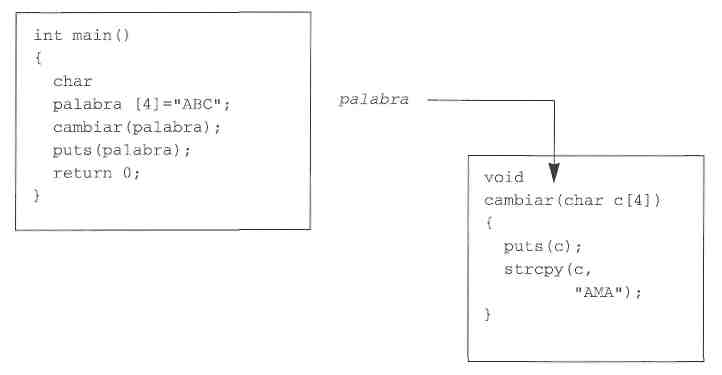 int main()
{
char
palabra [4]="ABC";
cambiar(palabra);
puts(palabra);
return 0;
}
palabra
void
cambiar(char c[4])
{
puts(c);
strcpy(c,
"AMA");
}